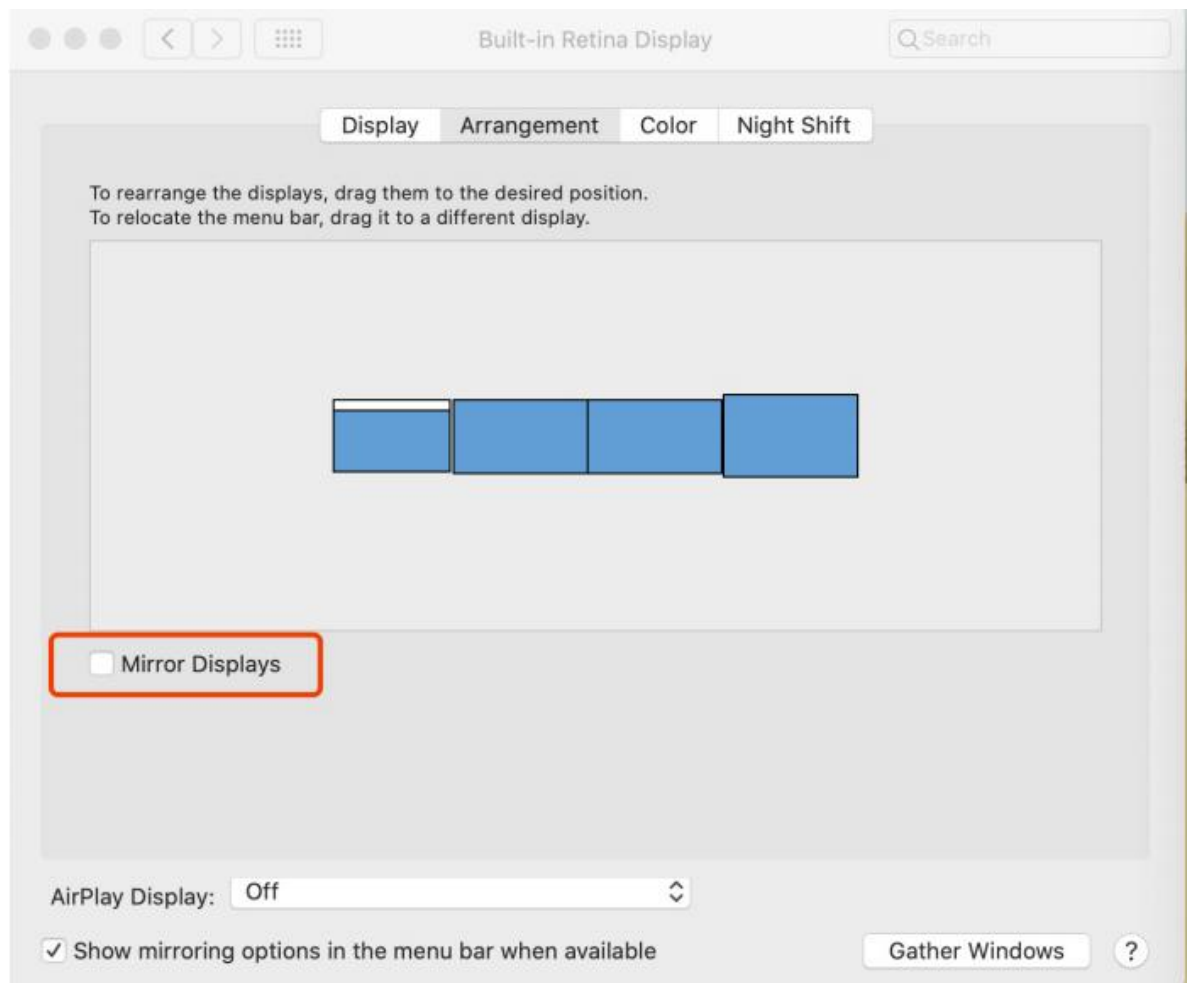 Built-in Retina Display
Search
Display Arrangement Color Night Shift
To rearrange the displays, drag them to the desired position.
To relocate the menu bar, drag it to a different display.
Mirror Displays
AirPlay Display: Off
Show mirroring options in the menu bar when available
Gather Windows ?